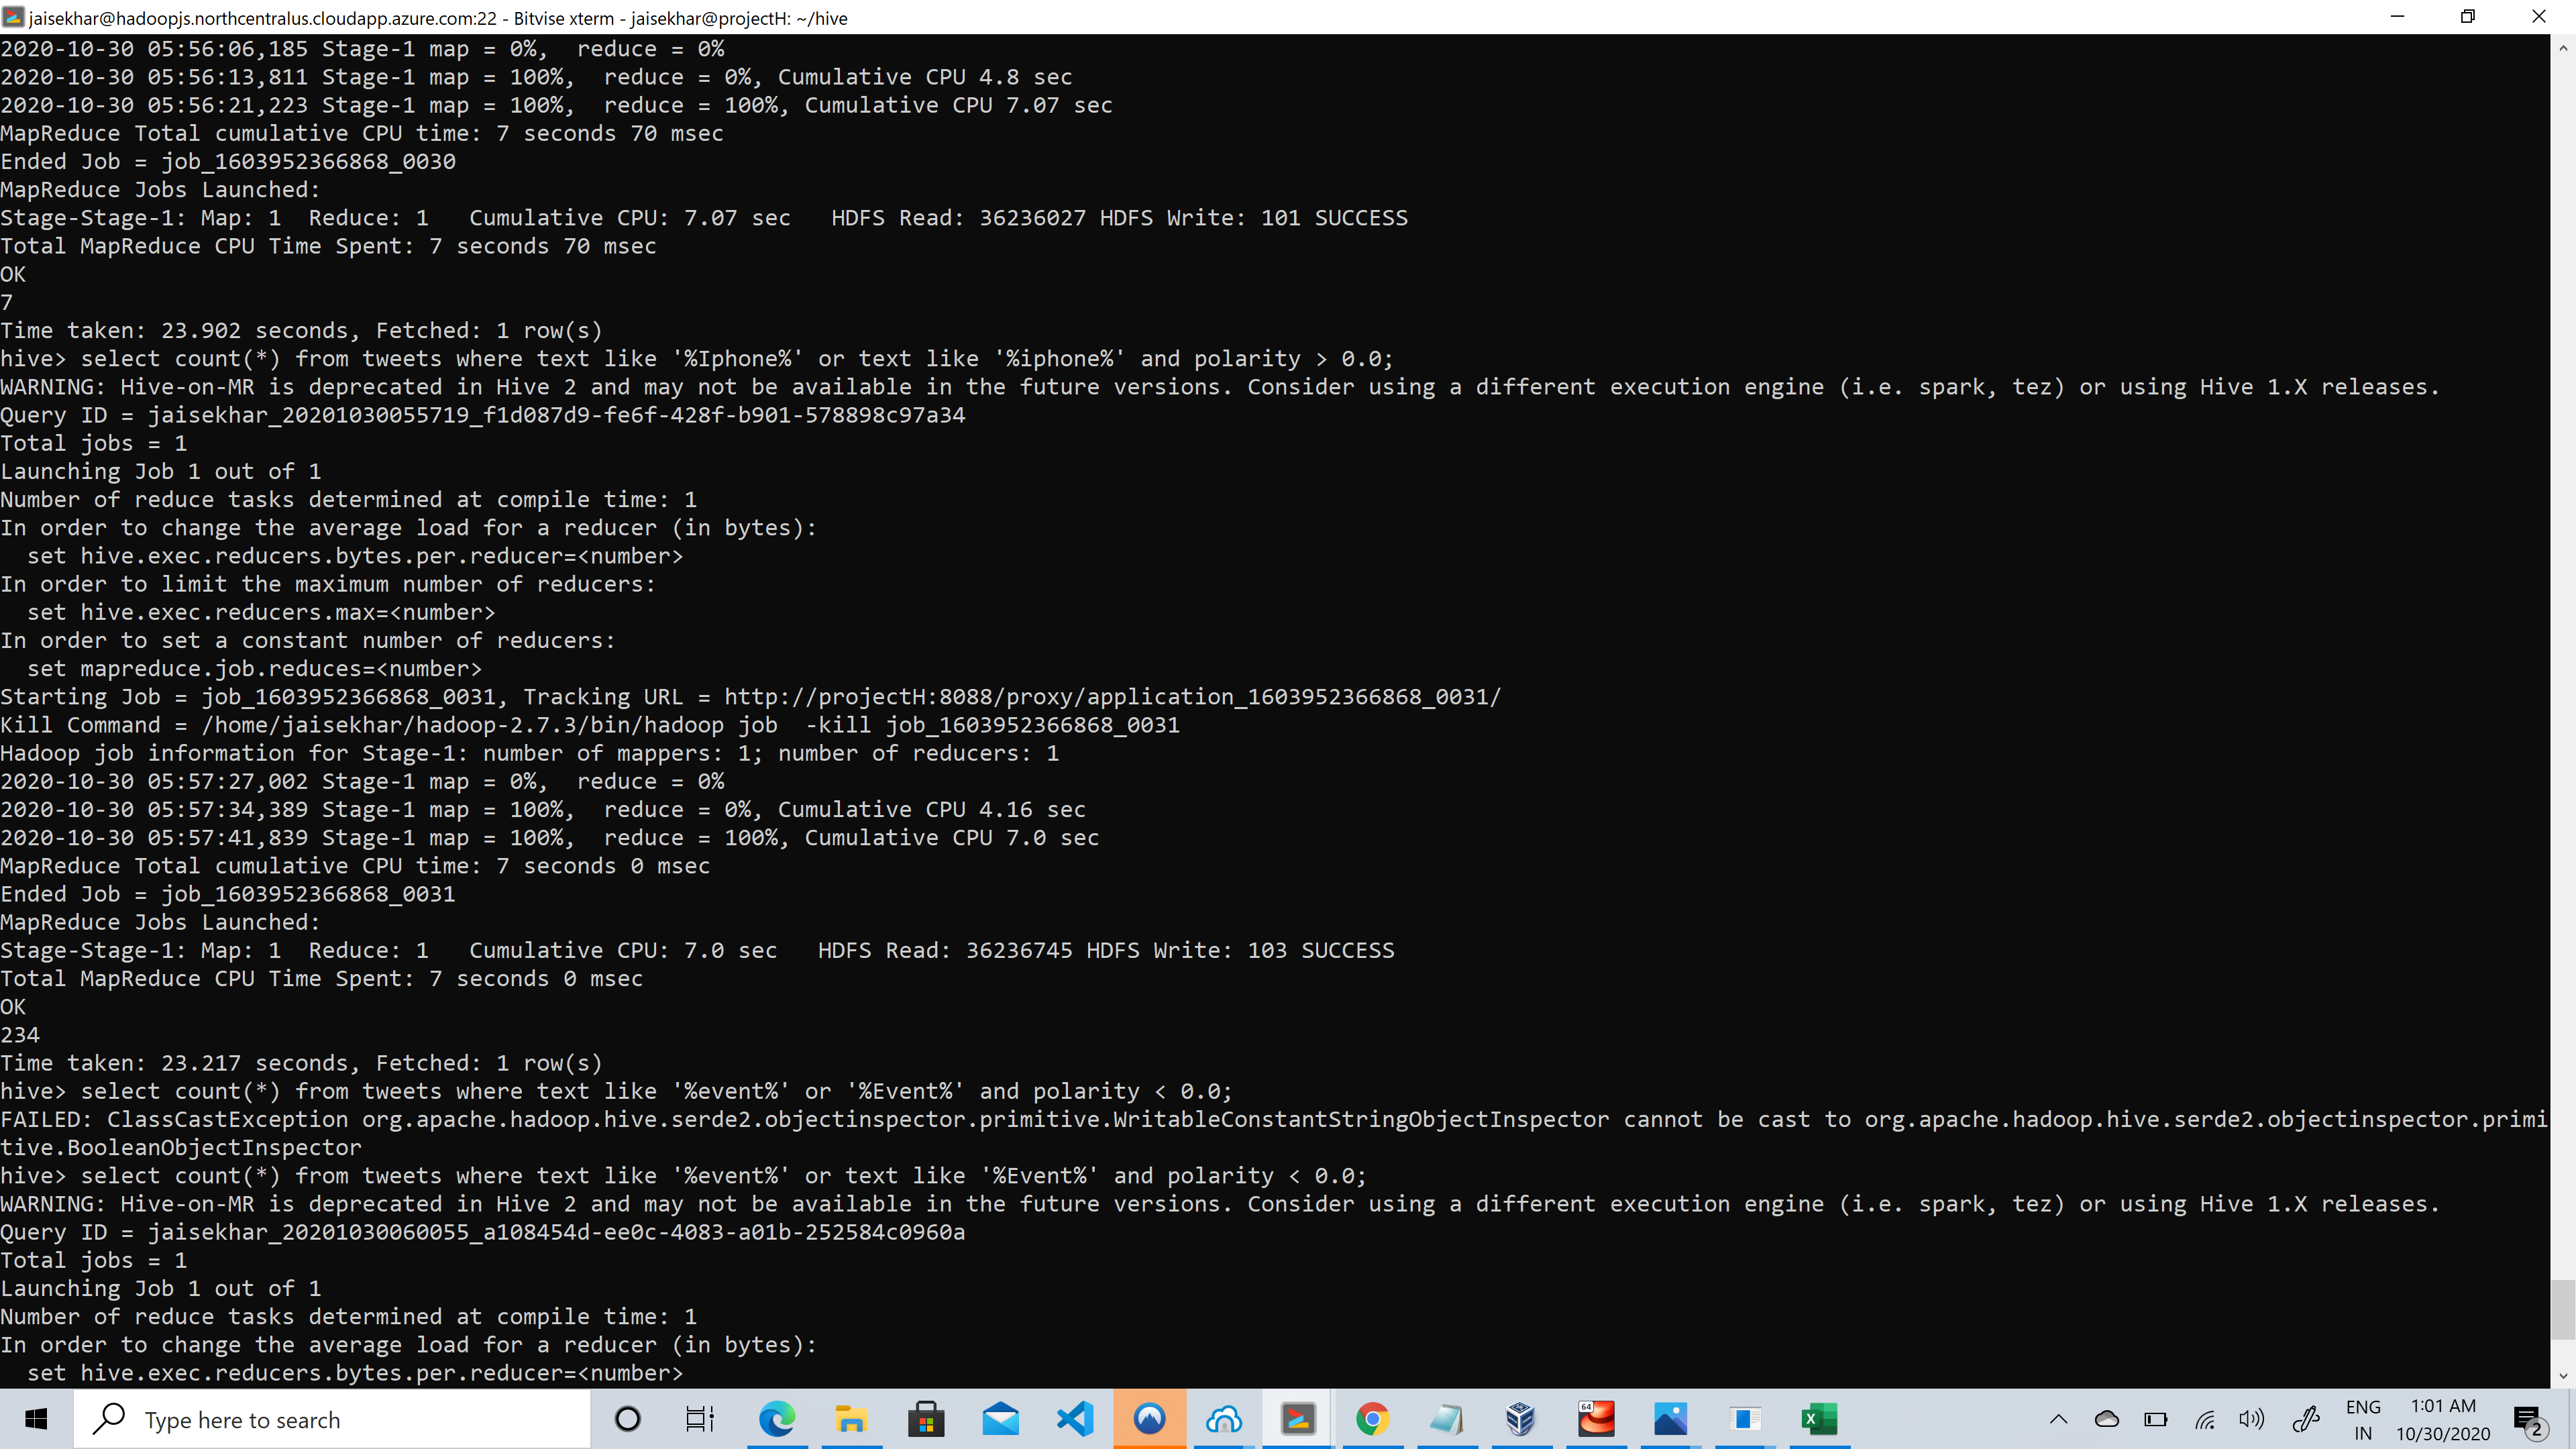 jaisekhar@hadoopjs.northcentralus.cloudapp.azure.com:22 - Bitvise xterm - jaisekhar@projectH: ~/hive
2020-10-30 05:56:06,185 Stage-1 map = 0%,  reduce = 0%
2020-10-30 05:56:13,811 Stage-1 map = 100%,  reduce = 0%, Cumulative CPU 4.8 sec
2020-10-30 05:56:21,223 Stage-1 map = 100%,  reduce = 100%, Cumulative CPU 7.07 sec
MapReduce Total cumulative CPU time: 7 seconds 70 msec
Ended Job = job_1603952366868_0030
MapReduce Jobs Launched:
Stage-Stage-1: Map: 1  Reduce: 1   Cumulative CPU: 7.07 sec   HDFS Read: 36236027 HDFS Write: 101 SUCCESS
Total MapReduce CPU Time Spent: 7 seconds 70 msec
OK
7
Time taken: 23.902 seconds, Fetched: 1 row(s)
hive> select count(*) from tweets where text like '%Iphone%' or text like '%iphone%' and polarity > 0.0;
WARNING: Hive-on-MR is deprecated in Hive 2 and may not be available in the future versions. Consider using a different execution engine (i.e. spark, tez) or using Hive 1.X releases.
Query ID = jaisekhar_20201030055719_f1d087d9-fe6f-428f-b901-578898c97a34
Total jobs = 1
Launching Job 1 out of 1
Number of reduce tasks determined at compile time: 1
In order to change the average load for a reducer (in bytes):
  set hive.exec.reducers.bytes.per.reducer=<number>
In order to limit the maximum number of reducers:
  set hive.exec.reducers.max=<number>
In order to set a constant number of reducers:
  set mapreduce.job.reduces=<number>
Starting Job = job_1603952366868_0031, Tracking URL = http://projectH:8088/proxy/application_1603952366868_0031/
Kill Command = /home/jaisekhar/hadoop-2.7.3/bin/hadoop job  -kill job_1603952366868_0031
Hadoop job information for Stage-1: number of mappers: 1; number of reducers: 1
2020-10-30 05:57:27,002 Stage-1 map = 0%,  reduce = 0%
2020-10-30 05:57:34,389 Stage-1 map = 100%,  reduce = 0%, Cumulative CPU 4.16 sec
2020-10-30 05:57:41,839 Stage-1 map = 100%,  reduce = 100%, Cumulative CPU 7.0 sec
MapReduce Total cumulative CPU time: 7 seconds 0 msec
Ended Job = job_1603952366868_0031
MapReduce Jobs Launched:
Stage-Stage-1: Map: 1  Reduce: 1   Cumulative CPU: 7.0 sec   HDFS Read: 36236745 HDFS Write: 103 SUCCESS
Total MapReduce CPU Time Spent: 7 seconds 0 msec
OK
234
Time taken: 23.217 seconds, Fetched: 1 row(s)
hive> select count(*) from tweets where text like '%event%' or '%Event%' and polarity < 0.0;
FAILED: ClassCastException org.apache.hadoop.hive.serde2.objectinspector.primitive.WritableConstantStringObjectInspector cannot be cast to org.apache.hadoop.hive.serde2.objectinspector.primi
tive.BooleanObjectInspector
hive> select count(*) from tweets where text like '%event%' or text like '%Event%' and polarity < 0.0;
WARNING: Hive-on-MR is deprecated in Hive 2 and may not be available in the future versions. Consider using a different execution engine (i.e. spark, tez) or using Hive 1.X releases.
Query ID = jaisekhar_20201030060055_a108454d-ee0c-4083-a01b-252584c0960a
Total jobs = 1
Launching Job 1 out of 1
Number of reduce tasks determined at compile time: 1
In order to change the average load for a reducer (in bytes):
  set hive.exec.reducers.bytes.per.reducer=<number>
Type here to search
64
ENG
IN
1:01 AM
10/30/2020
2